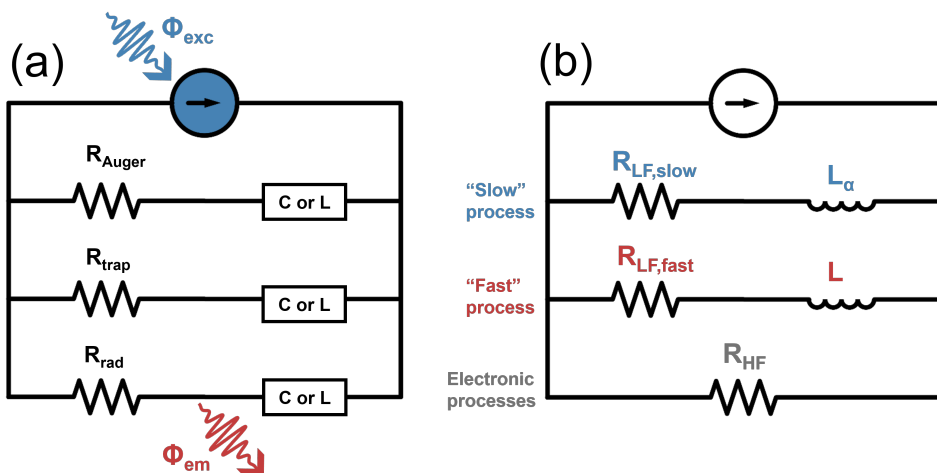 (a)
Φexc
RAuger
C or L
Rtrap
C or L
Rrad
C or L
Φem
(b)
“Slow”
process
RLF,slow
Lα
“Fast”
process
RLF,fast
L
Electronic
processes
RHF